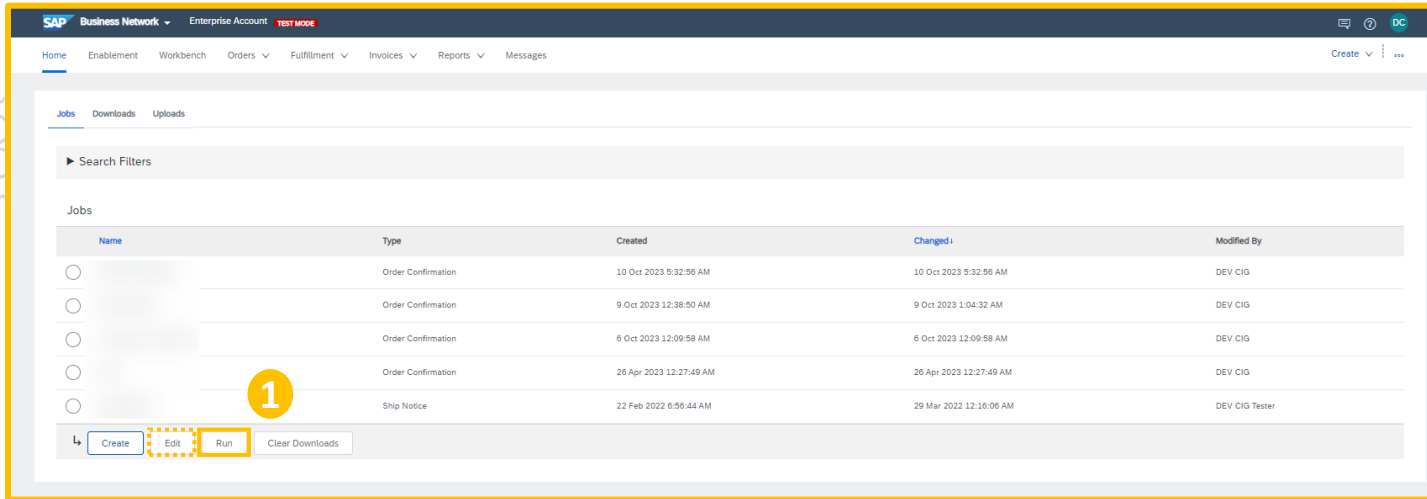 SAP Business Network Enterprise Account TEST MODE DC
Home Enablement Workbench Orders Fulfillment Invoices Reports Messages Create
Jobs Downloads Uploads
Search Filters
Jobs
Name Type Created Changed↓ Modified By
Order Confirmation 10 Oct 2023 5:32:56 AM 10 Oct 2023 5:32:56 AM DEV CIG
Order Confirmation 9 Oct 2023 12:38:50 AM 9 Oct 2023 1:04:32 AM DEV CIG
Order Confirmation 6 Oct 2023 12:09:58 AM 6 Oct 2023 12:09:58 AM DEV CIG
Order Confirmation 26 Apr 2023 12:27:49 AM 26 Apr 2023 12:27:49 AM DEV CIG
1
Ship Notice 22 Feb 2022 6:56:44 AM 29 Mar 2022 12:16:06 AM DEV CIG Tester
Create Edit Run Clear Downloads